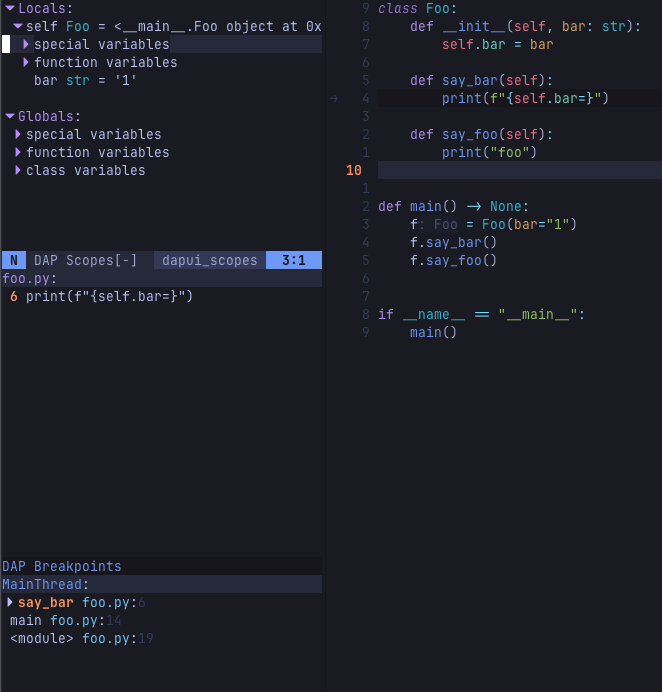 Locals:
self Foo = <__main__.Foo object at 0x
special variables
function variables
bar str = '1'
Globals:
special variables
function variables
class variables
N DAP Scopes[-] dapui_scopes 3:1
foo.py:
6 print(f"{self.bar=}")
DAP Breakpoints
MainThread:
say_bar foo.py:6
main foo.py:14
<module> foo.py:19
9 class Foo:
8 def __init__(self, bar: str):
7 self.bar = bar
6
5 def say_bar(self):
→ 4 print(f"{self.bar=}")
3
2 def say_foo(self):
1 print("foo")
10
1
2 def main() -> None:
3 f: Foo = Foo(bar="1")
4 f.say_bar()
5 f.say_foo()
6
7
8 if __name__ == "__main__":
9 main()